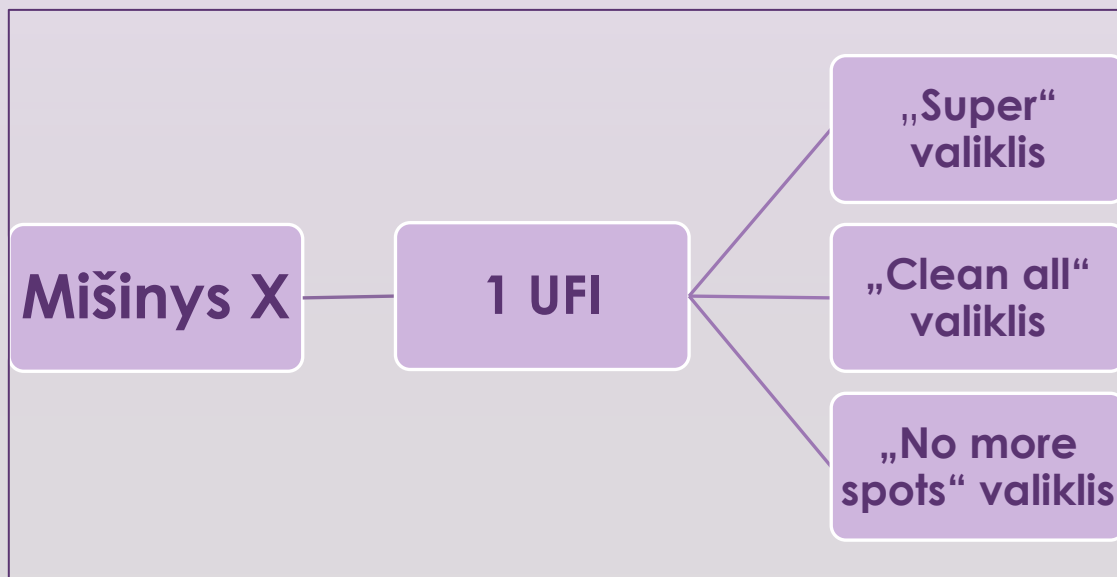 Mišinys X
1 UFI
„Super“
valiklis
„Clean all“
valiklis
„No more
spots“ valiklis